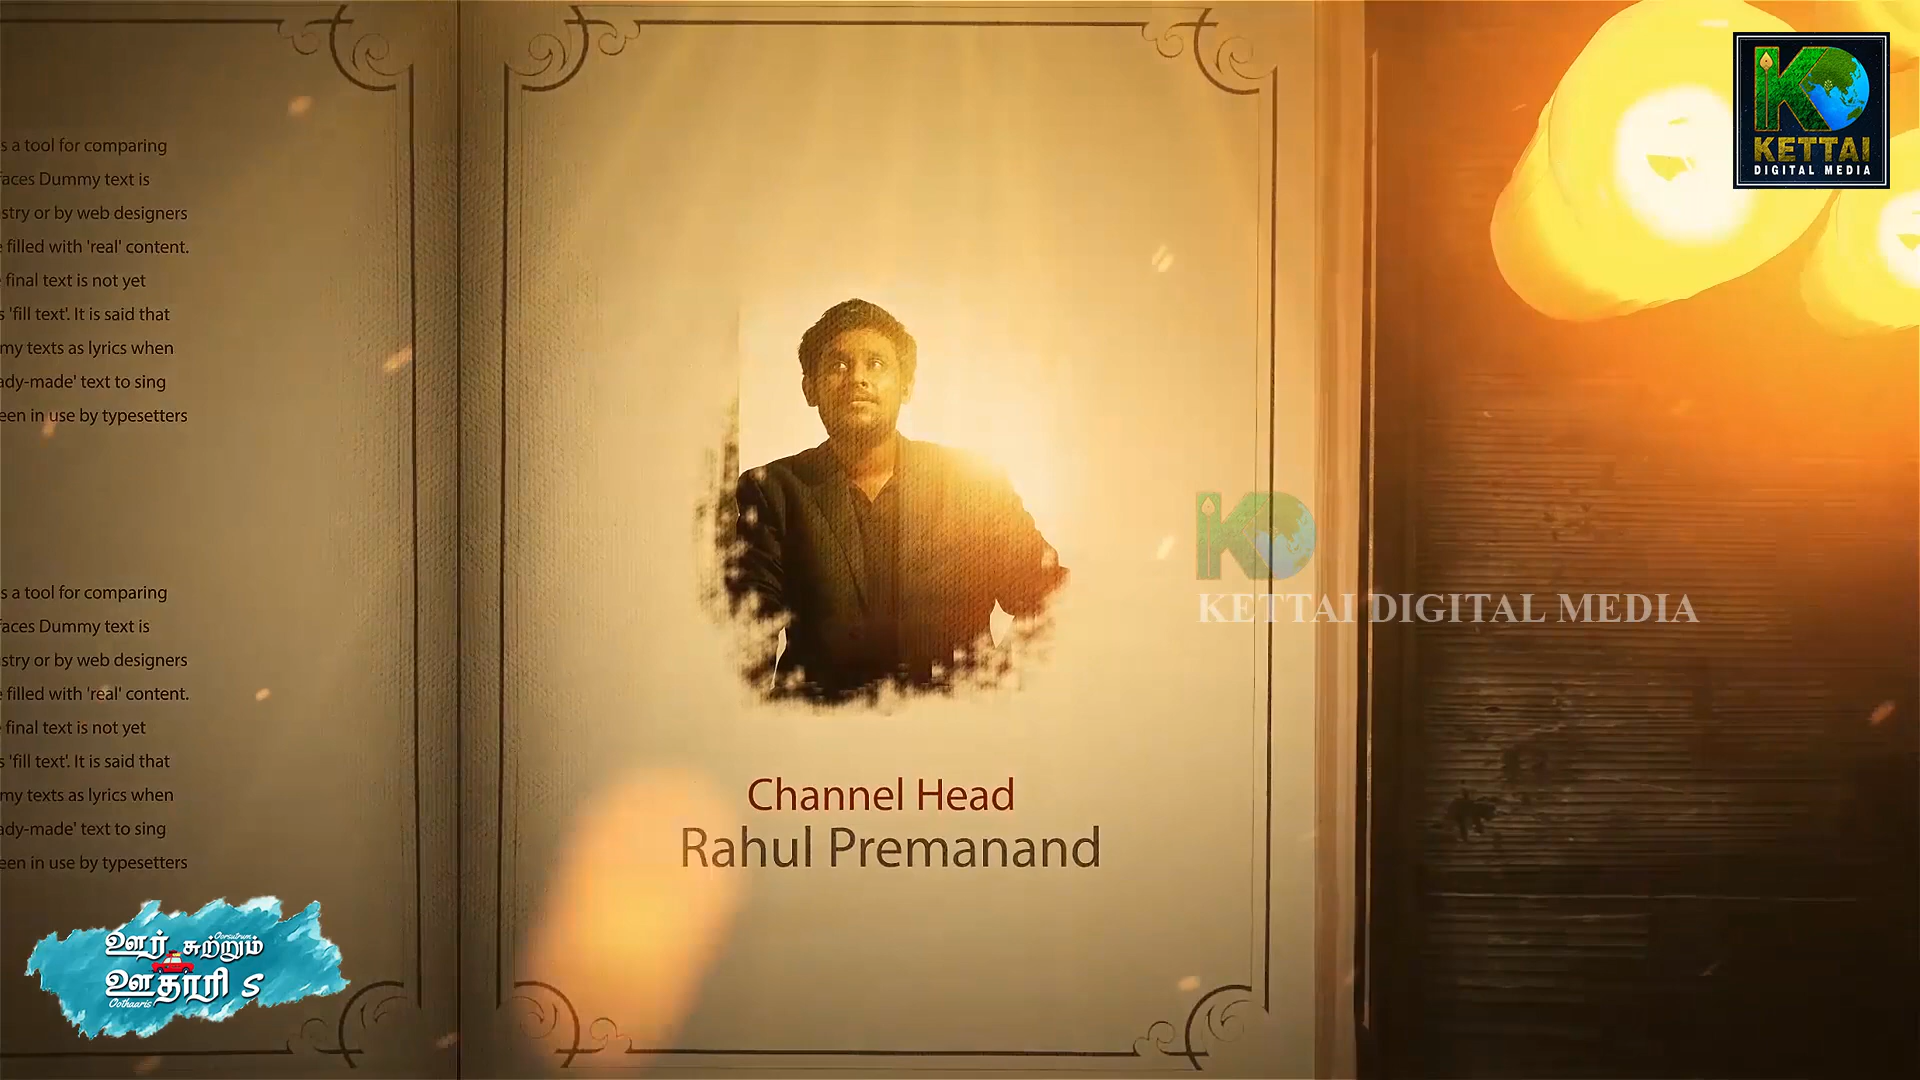 s a tool for comparing
faces Dummy text is
stry or by web designers
e filled with 'real' content.
e final text is not yet
s 'fill text'. It is said that
my texts as lyrics when
ady-made' text to sing
een in use by typesetters
s a tool for comparing
faces Dummy text is
stry or by web designers
e filled with 'real' content.
e final text is not yet
s 'fill text'. It is said that
my texts as lyrics when
ady-made' text to sing
een in use by typesetters
ஊர் சுற்றும்
Oorsutrum
ஊதாரி S
Oothaaris
Channel Head
Rahul Premanand
KETTAI DIGITAL MEDIA
KD
KETTAI
DIGITAL MEDIA